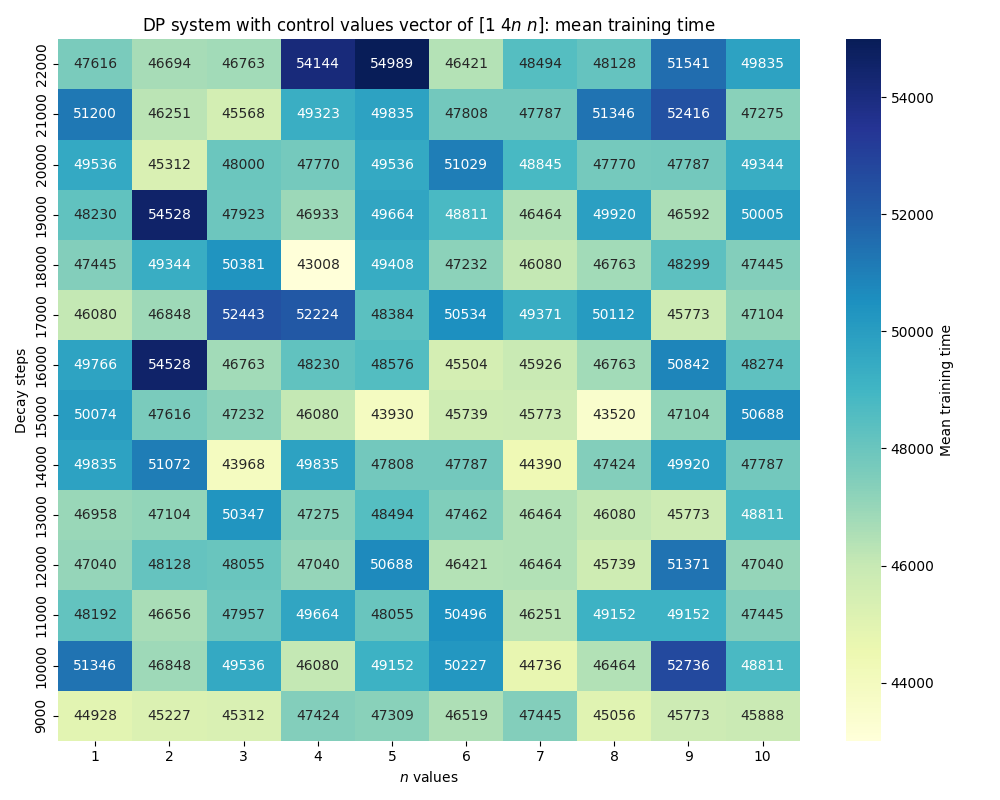 DP system with control values vector of [1 4n n]: mean training time
22000 47616 46694 46763 54144 54989 46421 48494 48128 51541 49835
21000 51200 46251 45568 49323 49835 47808 47787 51346 52416 47275
20000 49536 45312 48000 47770 49536 51029 48845 47770 47787 49344
19000 48230 54528 47923 46933 49664 48811 46464 49920 46592 50005
18000 47445 49344 50381 43008 49408 47232 46080 46763 48299 47445
17000 46080 46848 52443 52224 48384 50534 49371 50112 45773 47104
16000 49766 54528 46763 48230 48576 45504 45926 46763 50842 48274
15000 50074 47616 47232 46080 43930 45739 45773 43520 47104 50688
14000 49835 51072 43968 49835 47808 47787 44390 47424 49920 47787
13000 46958 47104 50347 47275 48494 47462 46464 46080 45773 48811
12000 47040 48128 48055 47040 50688 46421 46464 45739 51371 47040
11000 48192 46656 47957 49664 48055 50496 46251 49152 49152 47445
10000 51346 46848 49536 46080 49152 50227 44736 46464 52736 48811
9000 44928 45227 45312 47424 47309 46519 47445 45056 45773 45888
1 2 3 4 5 6 7 8 9 10
n values
Decay steps
54000
52000
50000
48000
46000
44000
Mean training time